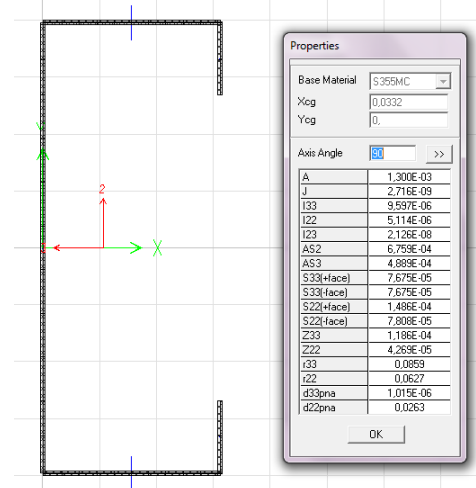 Properties
Base Material S355MC
Xcg 0,0332
Ycg 0,
Axis Angle 90 >>
A 1,300E-03
J 2,716E-09
I33 9,597E-06
I22 5,114E-06
I23 2,126E-08
AS2 6,759E-04
AS3 4,889E-04
S33(+face) 7,675E-05
S33(-face) 7,675E-05
S22(+face) 1,486E-04
S22(-face) 7,808E-05
Z33 1,186E-04
Z22 4,269E-05
r33 0,0859
r22 0,0627
d33pna 1,015E-06
d22pna 0,0263
OK
Y
2
X